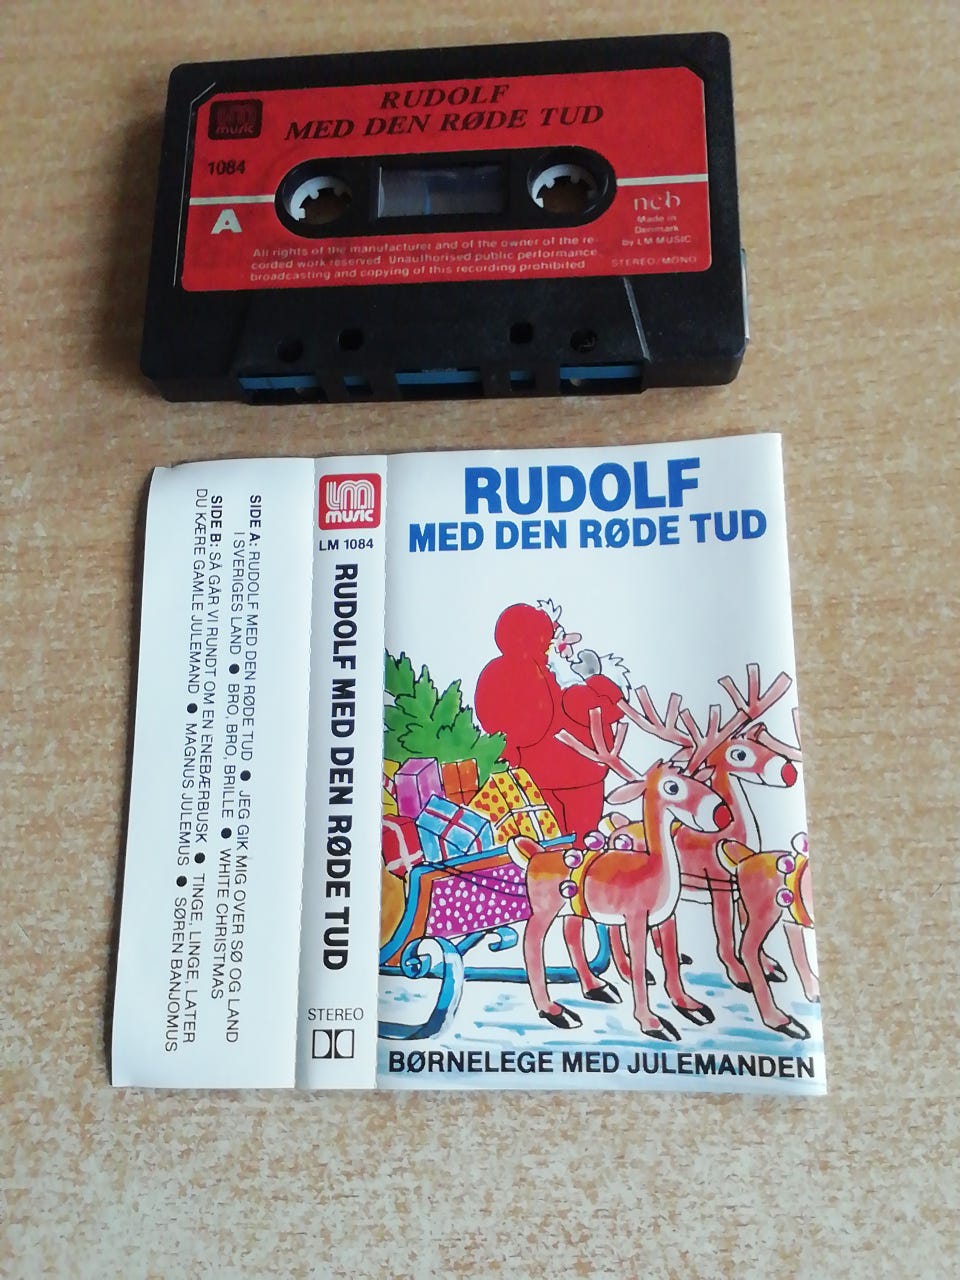 LM music
RUDOLF
MED DEN RØDE TUD
1084
A
ncb
Made in
Denmark
by LM MUSIC
STEREO/MONO
All rights of the manufacturer and of the owner of the re-
corded work reserved. Unauthorised public performance
broadcasting and copying of this recording prohibited
SIDE A: RUDOLF MED DEN RØDE TUD ● JEG GIK MIG OVER SØ OG LAND
I SVERIGES LAND ● BRO, BRO, BRILLE ● WHITE CHRISTMAS
SIDE B: SÅ GÅR VI RUNDT OM EN ENEBÆRBUSK ● TINGE, LINGE, LATER
DU KÆRE GAMLE JULEMAND ● MAGNUS JULEMUS ● SØREN BANJOMUS
LM music
LM 1084
RUDOLF MED DEN RØDE TUD
STEREO
RUDOLF
MED DEN RØDE TUD
BØRNELEGE MED JULEMANDEN